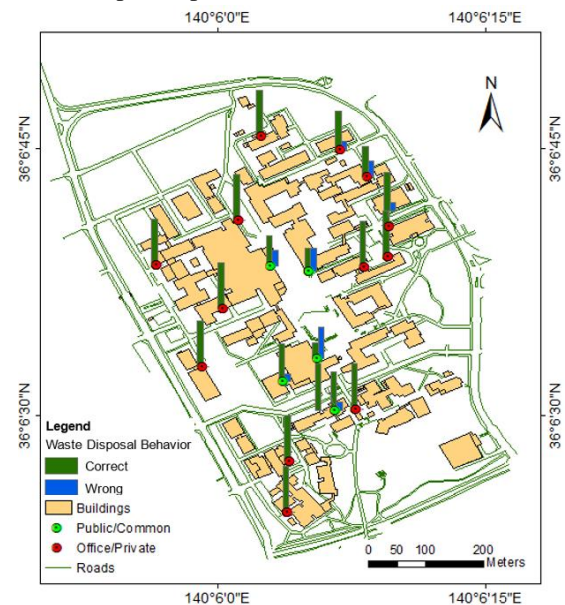 140°6'0"E 140°6'15"E
N
36°6'45"N 36°6'45"N
36°6'30"N 36°6'30"N
Legend
Waste Disposal Behavior
Correct
Wrong
Buildings
Public/Common
Office/Private
Roads
0 50 100 200
Meters
140°6'0"E 140°6'15"E